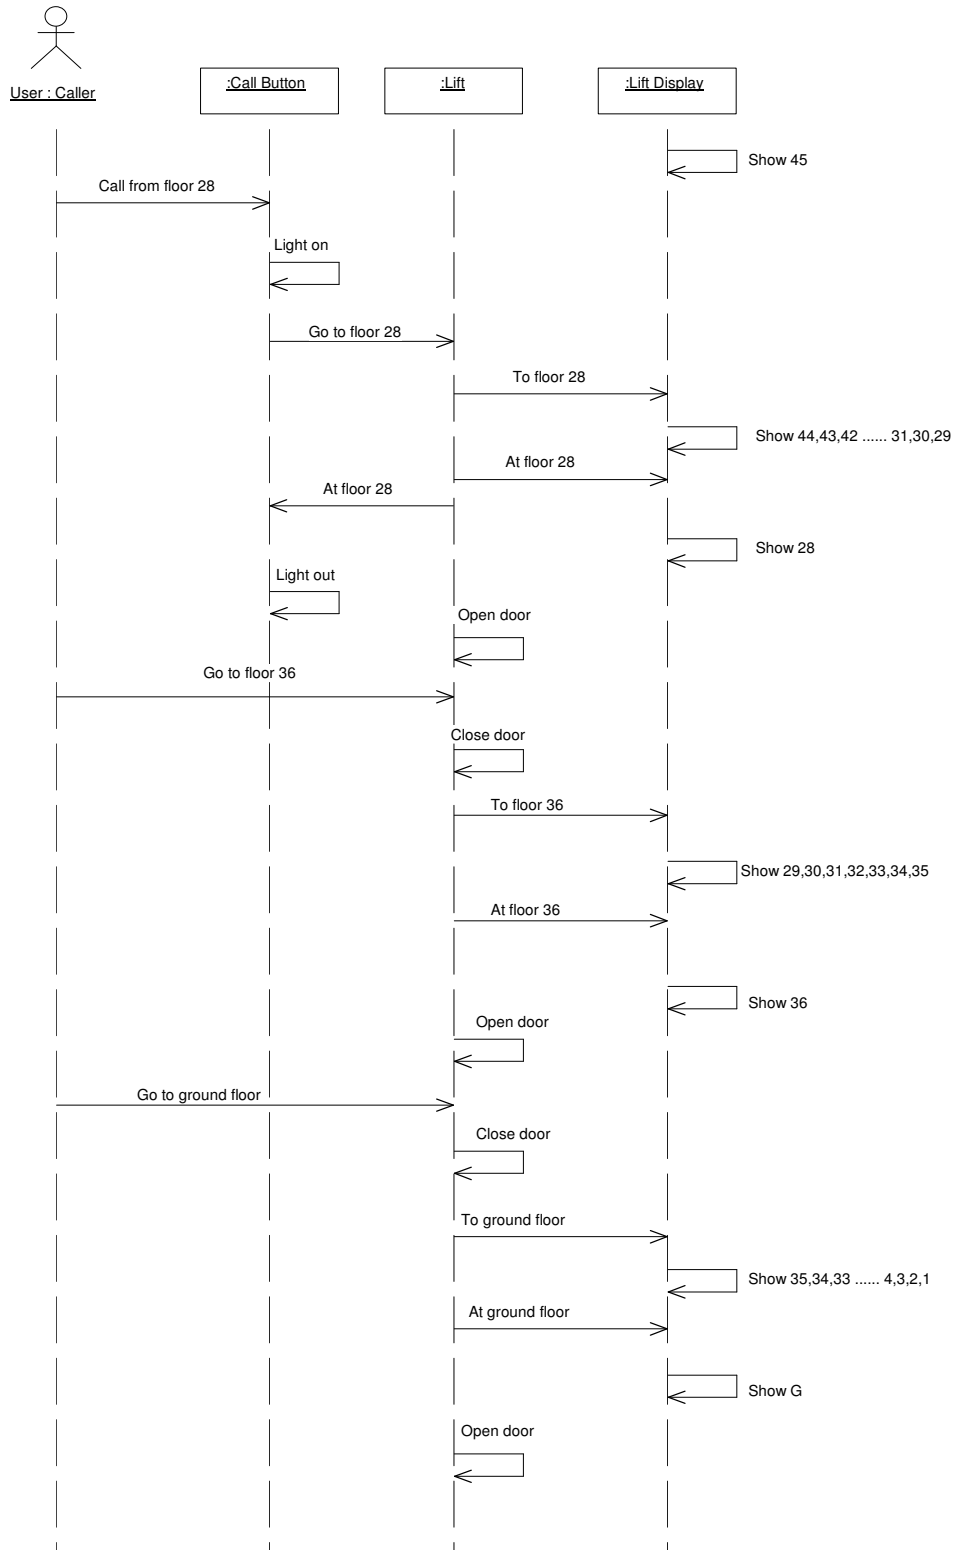 User : Caller
:Call Button
:Lift
:Lift Display
Show 45
Call from floor 28
Light on
Go to floor 28
To floor 28
Show 44,43,42 ...... 31,30,29
At floor 28
At floor 28
Show 28
Light out
Open door
Go to floor 36
Close door
To floor 36
Show 29,30,31,32,33,34,35
At floor 36
Show 36
Open door
Go to ground floor
Close door
To ground floor
Show 35,34,33 ...... 4,3,2,1
At ground floor
Show G
Open door